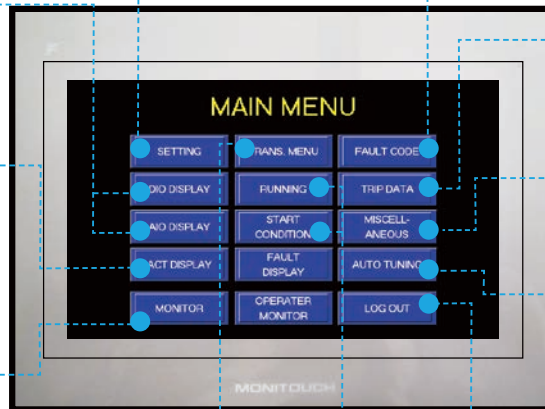 MAIN MENU
SETTING
TRANS. MENU
FAULT CODE
DIO DISPLAY
RUNNING
TRIP DATA
AIO DISPLAY
START
CONDITION
MISCELL-
ANEOUS
ACT DISPLAY
FAULT
DISPLAY
AUTO TUNING
MONITOR
OPERATER
MONITOR
LOG OUT
MONITOUCH